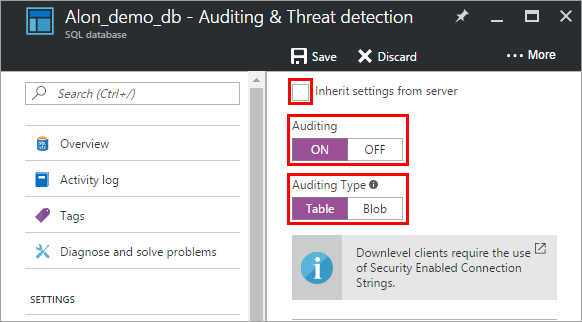 Alon_demo_db - Auditing & Threat detection
SQL database
Save Discard More
Search (Ctrl+/)
Overview
Activity log
Tags
Diagnose and solve problems
SETTINGS
Inherit settings from server
Auditing
ON OFF
Auditing Type
Table Blob
Downlevel clients require the use
of Security Enabled Connection
Strings.